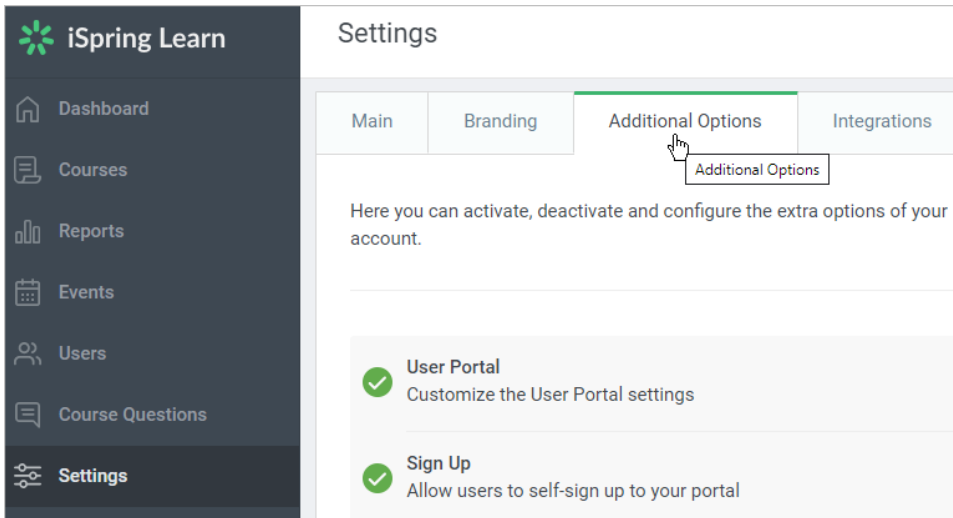 iSpring Learn
Dashboard
Courses
Reports
Events
Users
Course Questions
Settings
Settings
Main
Branding
Additional Options
Integrations
Additional Options
Here you can activate, deactivate and configure the extra options of your
account.
User Portal
Customize the User Portal settings
Sign Up
Allow users to self-sign up to your portal